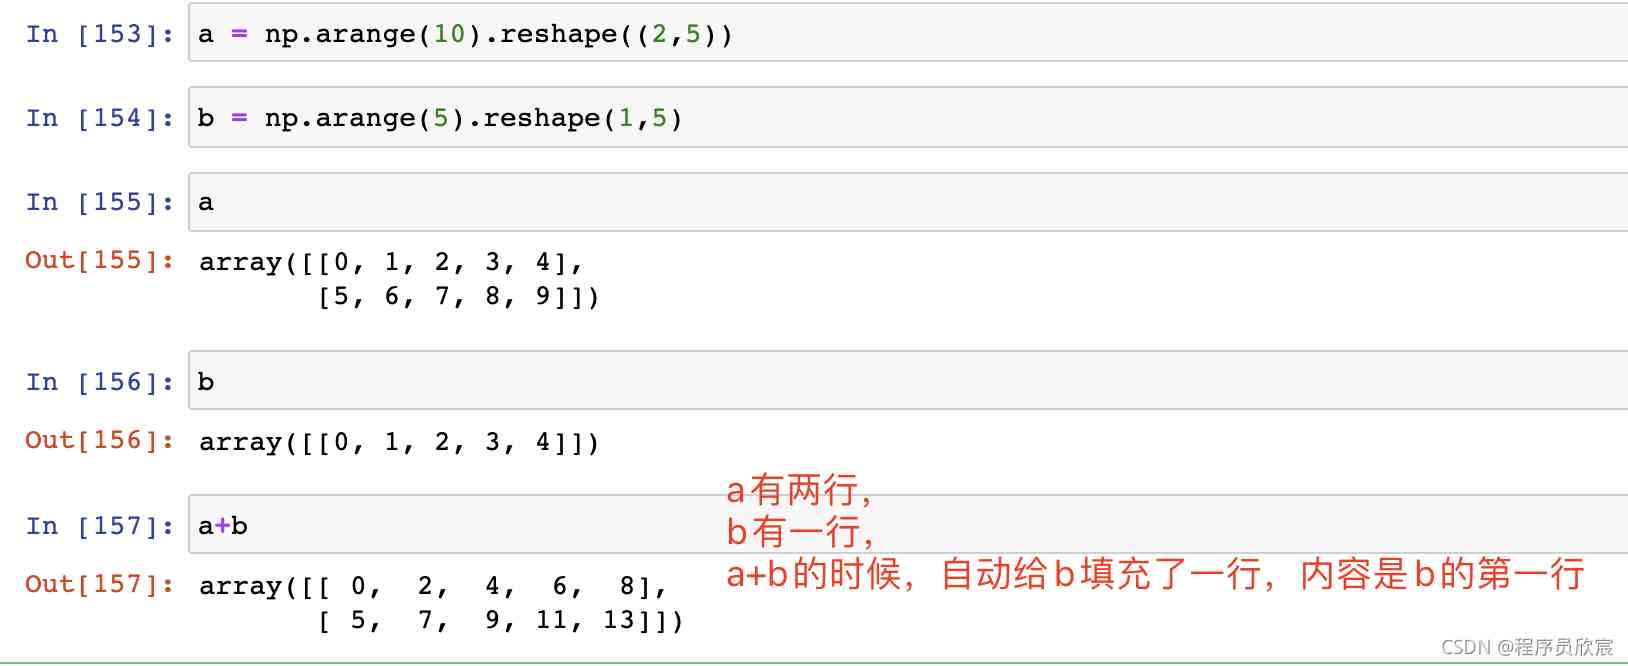 In [153]: a = np.arange(10).reshape((2,5))
In [154]: b = np.arange(5).reshape(1,5)
In [155]: a
Out[155]: array([[0, 1, 2, 3, 4],
[5, 6, 7, 8, 9]])
In [156]: b
Out[156]: array([[0, 1, 2, 3, 4]])
a有两行，
In [157]: a+b
b有一行，
a+b的时候，自动给b填充了一行，内容是b的第一行
Out[157]: array([[ 0, 2, 4, 6, 8],
[ 5, 7, 9, 11, 13]])
CSDN @程序员欣宸